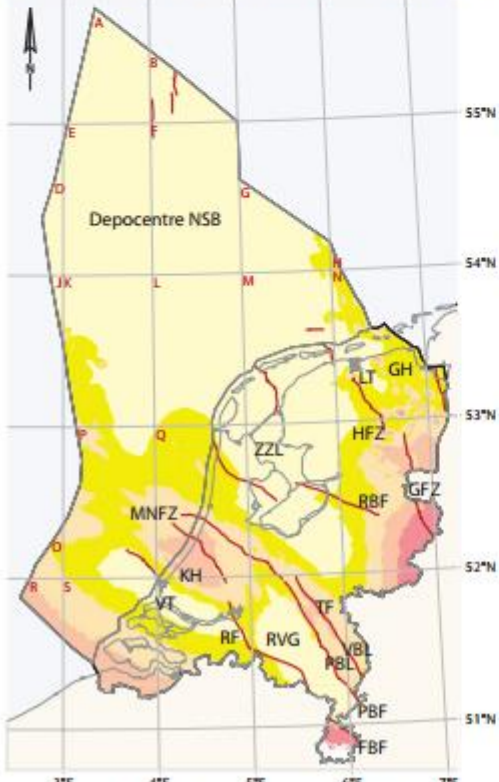 N
A
B
55°N
E
F
D
G
Depocentre NSB
H
54°N
N
J K
L
M
LT
GH
53°N
P
Q
HFZ
ZZL
GFZ
RBF
MNFZ
O
52°N
KH
R
S
VT
TF
RF
RVG
VBL
PBL
PBF
51°N
FBF